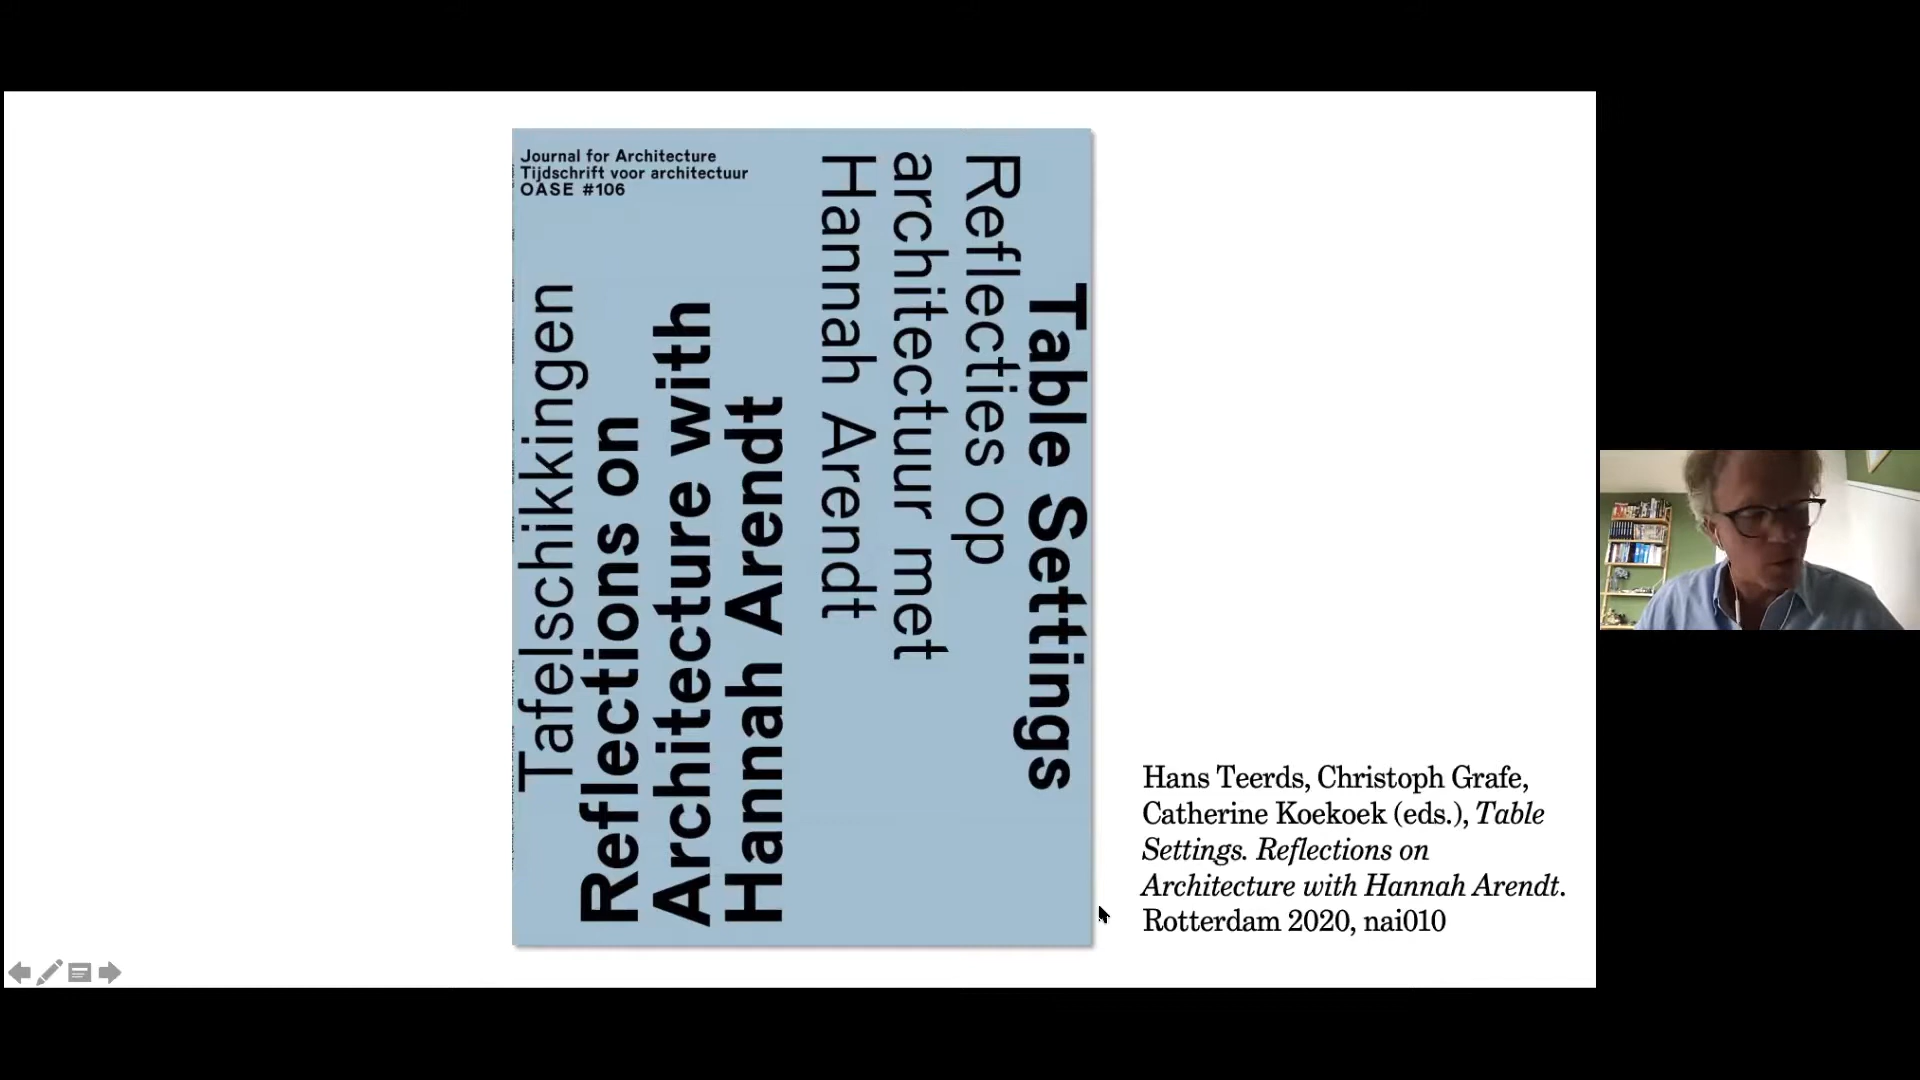 Journal for Architecture
Tijdschrift voor architectuur
OASE #106
Tafelschikkingen
Reflections on
Architecture with
Hannah Arendt
Table Settings
Reflecties op
architectuur met
Hannah Arendt
Hans Teerds, Christoph Grafe,
Catherine Koekoek (eds.), Table
Settings. Reflections on
Architecture with Hannah Arendt.
Rotterdam 2020, nai010